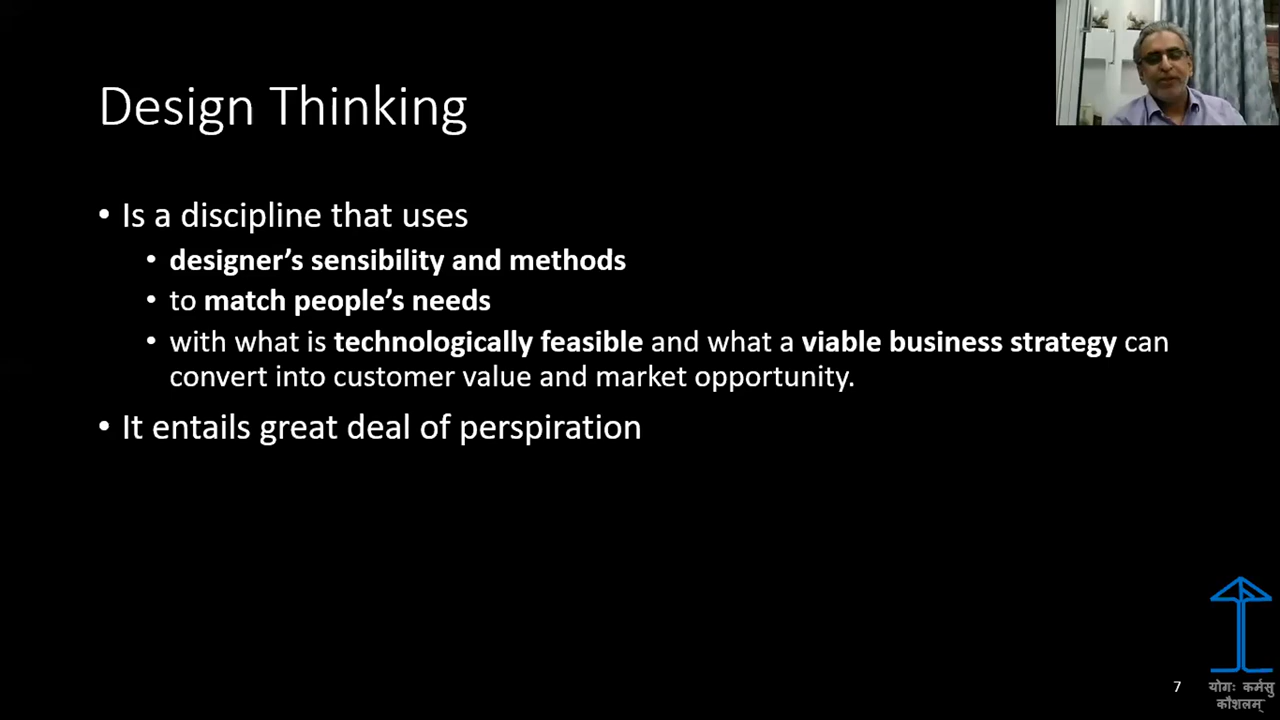 Design Thinking
• Is a discipline that uses
• designer’s sensibility and methods
• to match people’s needs
• with what is technologically feasible and what a viable business strategy can
convert into customer value and market opportunity.
• It entails great deal of perspiration
7
योगः कर्मसु
कौशलम्